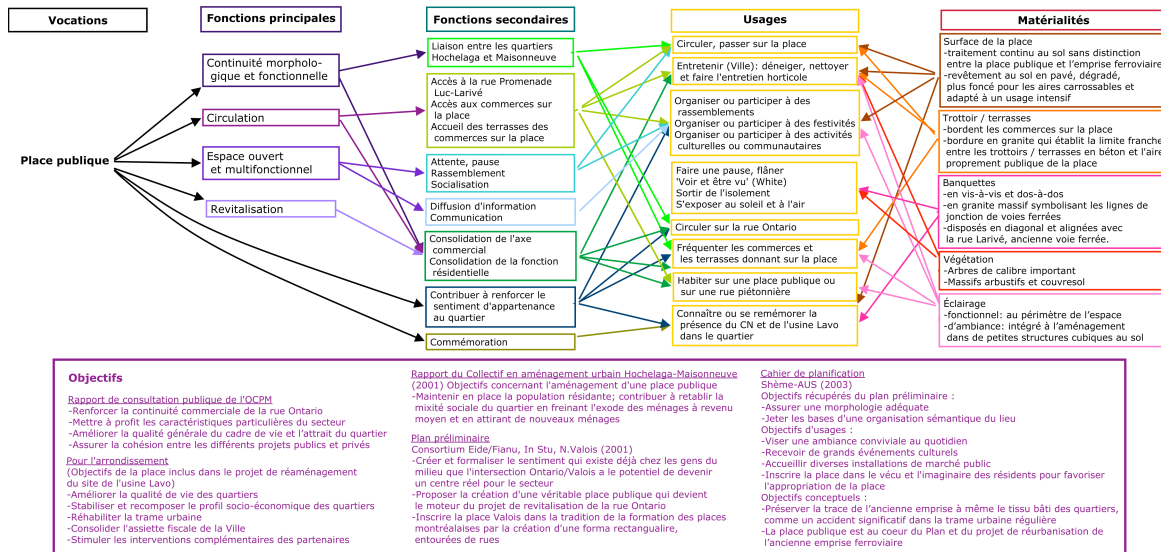 Vocations
Fonctions principales
Fonctions secondaires
Usages
Matérialités
Place publique
Continuité morpholo-
gique et fonctionnelle
Circulation
Espace ouvert
et multifonctionnel
Revitalisation
Liaison entre les quartiers
Hochelaga et Maisonneuve
Accès à la rue Promenade
Luc-Larivé
Accès aux commerces sur
la place
Accueil des terrasses des
commerces sur la place
Attente, pause
Rassemblement
Socialisation
Diffusion d'information
Communication
Consolidation de l'axe
commercial
Consolidation de la fonction
résidentielle
Contribuer à renforcer le
sentiment d'appartenance
au quartier
Commémoration
Circuler, passer sur la place
Entretenir (Ville): déneiger, nettoyer
et faire l'entretien horticole
Organiser ou participer à des
rassemblements
Organiser ou participer à des festivités
Organiser ou participer à des activités
culturelles ou communautaires
Faire une pause, flâner
'Voir et être vu' (White)
Sortir de l'isolement
S'exposer au soleil et à l'air
Circuler sur la rue Ontario
Fréquenter les commerces et
les terrasses donnant sur la place
Habiter sur une place publique ou
sur une rue piétonnière
Connaître ou se remémorer la
présence du CN et de l'usine Lavo
dans le quartier
Surface de la place
-traitement continu au sol sans distinction
entre la place publique et l'emprise ferroviaire
-revêtement au sol en pavé, dégradé,
plus foncé pour les aires carrossables et
adapté à un usage intensif
Trottoir / terrasses
-bordent les commerces sur la place
-bordure en granite qui établit la limite franche
entre les trottoirs / terrasses en béton et l'aire
proprement publique de la place
Banquettes
-en vis-à-vis et dos-à-dos
-en granite massif symbolisant les lignes de
jonction de voies ferrées
-disposés en diagonal et alignées avec
la rue Larivé, ancienne voie ferrée.
Végétation
-Arbres de calibre important
-Massifs arbustifs et couvresol
Éclairage
-fonctionnel: au périmètre de l'espace
-d'ambiance: intégré à l'aménagement
dans de petites structures cubiques au sol
Objectifs
Rapport de consultation publique de l'OCPM
-Renforcer la continuité commerciale de la rue Ontario
-Mettre à profit les caractéristiques particulières du secteur
-Améliorer la qualité générale du cadre de vie et l'attrait du quartier
-Assurer la cohésion entre les différents projets publics et privés
Pour l'arrondissement
(Objectifs de la place inclus dans le projet de réaménagement
du site de l'usine Lavo)
-Améliorer la qualité de vie des quartiers
-Stabiliser et recomposer le profil socio-économique des quartiers
-Réhabiliter la trame urbaine
-Consolider l'assiette fiscale de la Ville
-Stimuler les interventions complémentaires des partenaires
Rapport du Collectif en aménagement urbain Hochelaga-Maisonneuve
(2001) Objectifs concernant l'aménagement d'une place publique
-Maintenir en place la population résidante; contribuer à retablir la
mixité sociale du quartier en freinant l'exode des ménages à revenu
moyen et en attirant de nouveaux ménages
Plan préliminaire
Consortium Eide/Fianu, In Stu, N.Valois (2001)
-Créer et formaliser le sentiment qui existe déjà chez les gens du
milieu que l'intersection Ontario/Valois a le potentiel de devenir
un centre réel pour le secteur
-Proposer la création d'une véritable place publique qui devient
le moteur du projet de revitalisation de la rue Ontario
-Inscrire la place Valois dans la tradition de la formation des places
montréalaises par la création d'une forma rectangualire,
entourées de rues
Cahier de planification
Shème-AUS (2003)
Objectifs récupérés du plan préliminaire :
-Assurer une morphologie adéquate
-Jeter les bases d'une organisation sémantique du lieu
Objectifs d'usages :
-Viser une ambiance conviviale au quotidien
-Recevoir de grands événements culturels
-Accueillir diverses installations de marché public
-Inscrire la place dans le vécu et l'imaginaire des résidents pour favoriser
l'appropriation de la place
Objectifs conceptuels :
-Préserver la trace de l'ancienne emprise à même le tissu bâti des quartiers,
comme un accident significatif dans la trame urbaine régulière
-La place publique est au coeur du Plan et du projet de réurbanisation de
l'ancienne emprise ferroviaire